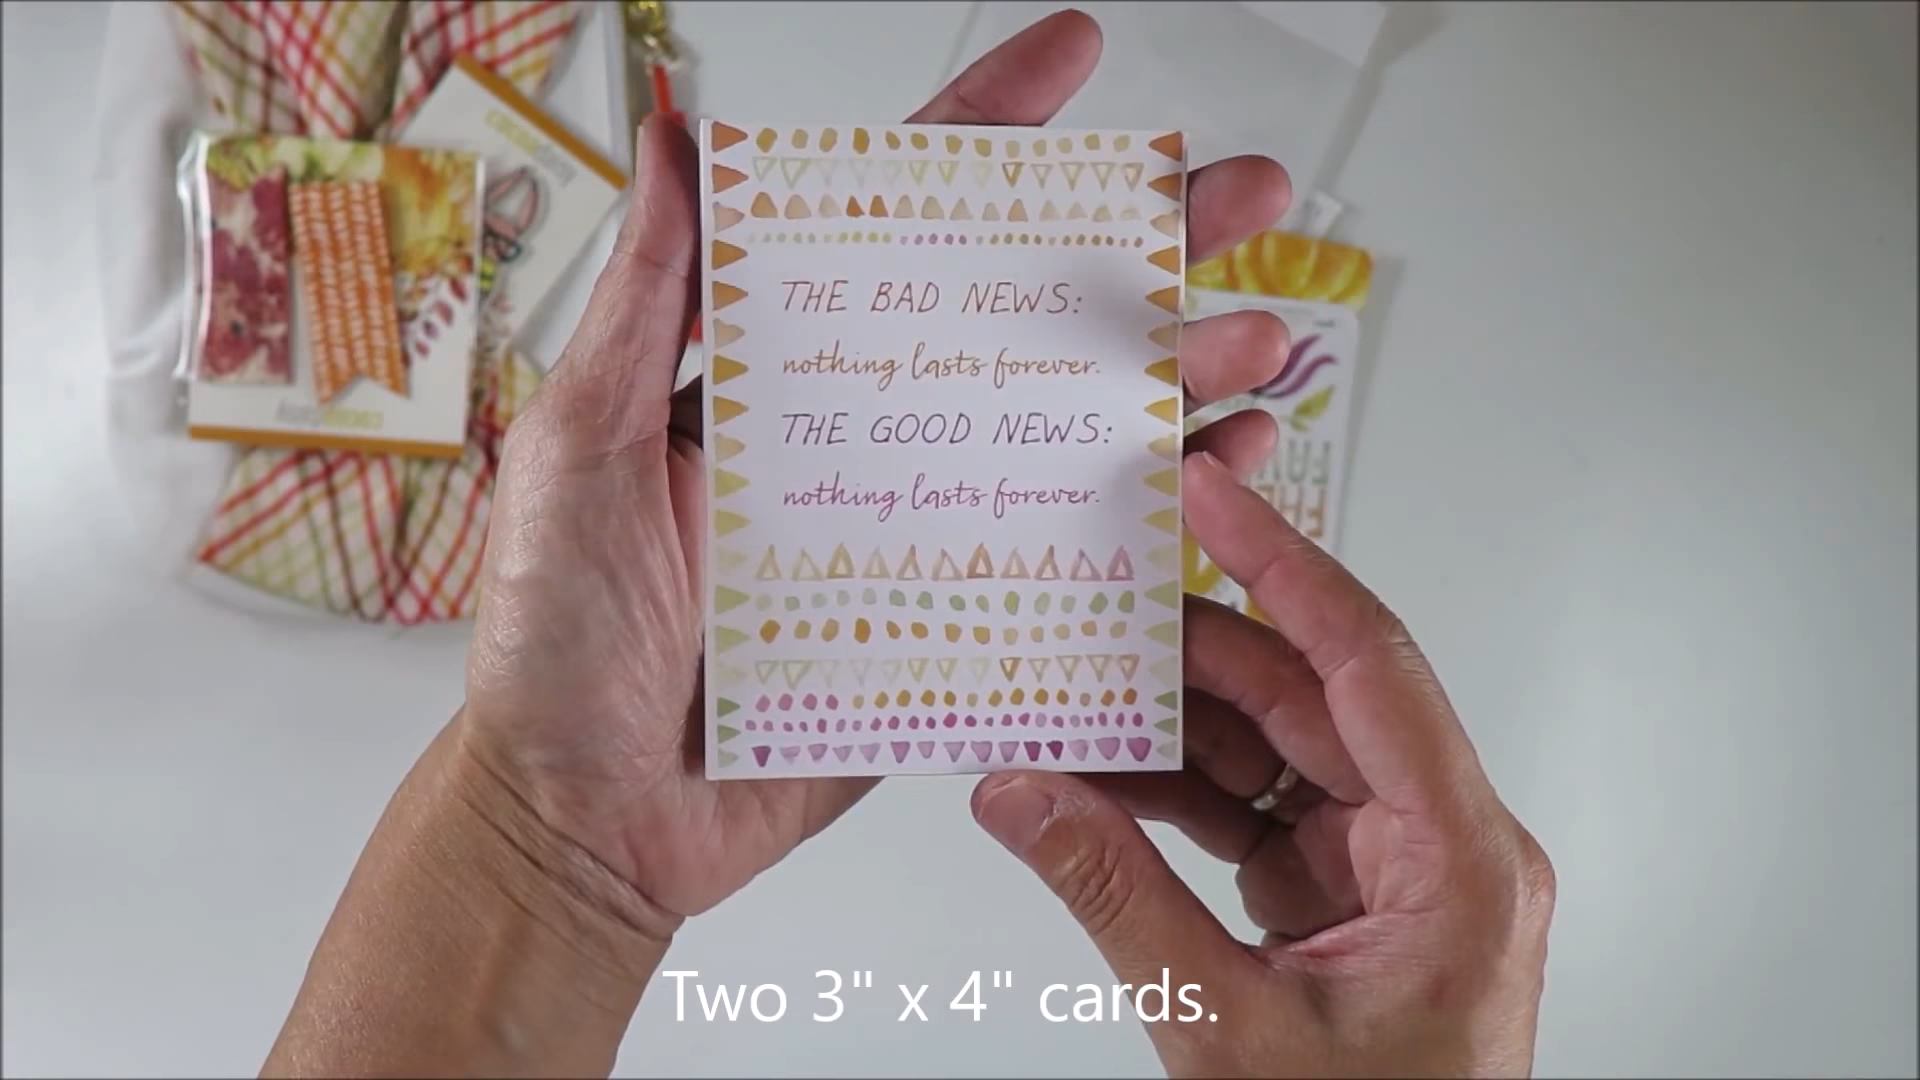 THE BAD NEWS:
nothing lasts forever.
THE GOOD NEWS:
nothing lasts forever.
Two 3" x 4" cards.